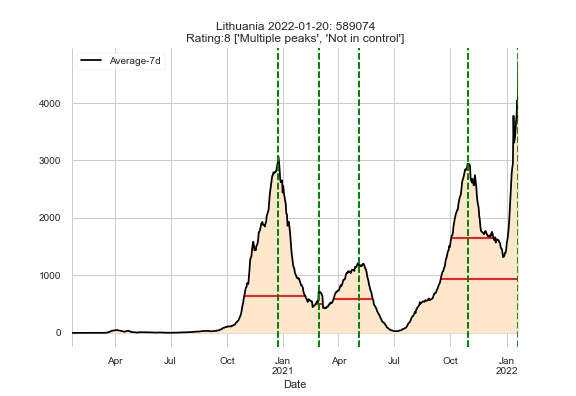 Lithuania 2022-01-20: 589074
Rating:8 ['Multiple peaks', 'Not in control']
Average-7d
4000
3000
2000
1000
0
Apr
Jul
Oct
Jan
2021
Apr
Jul
Oct
Jan
2022
Date